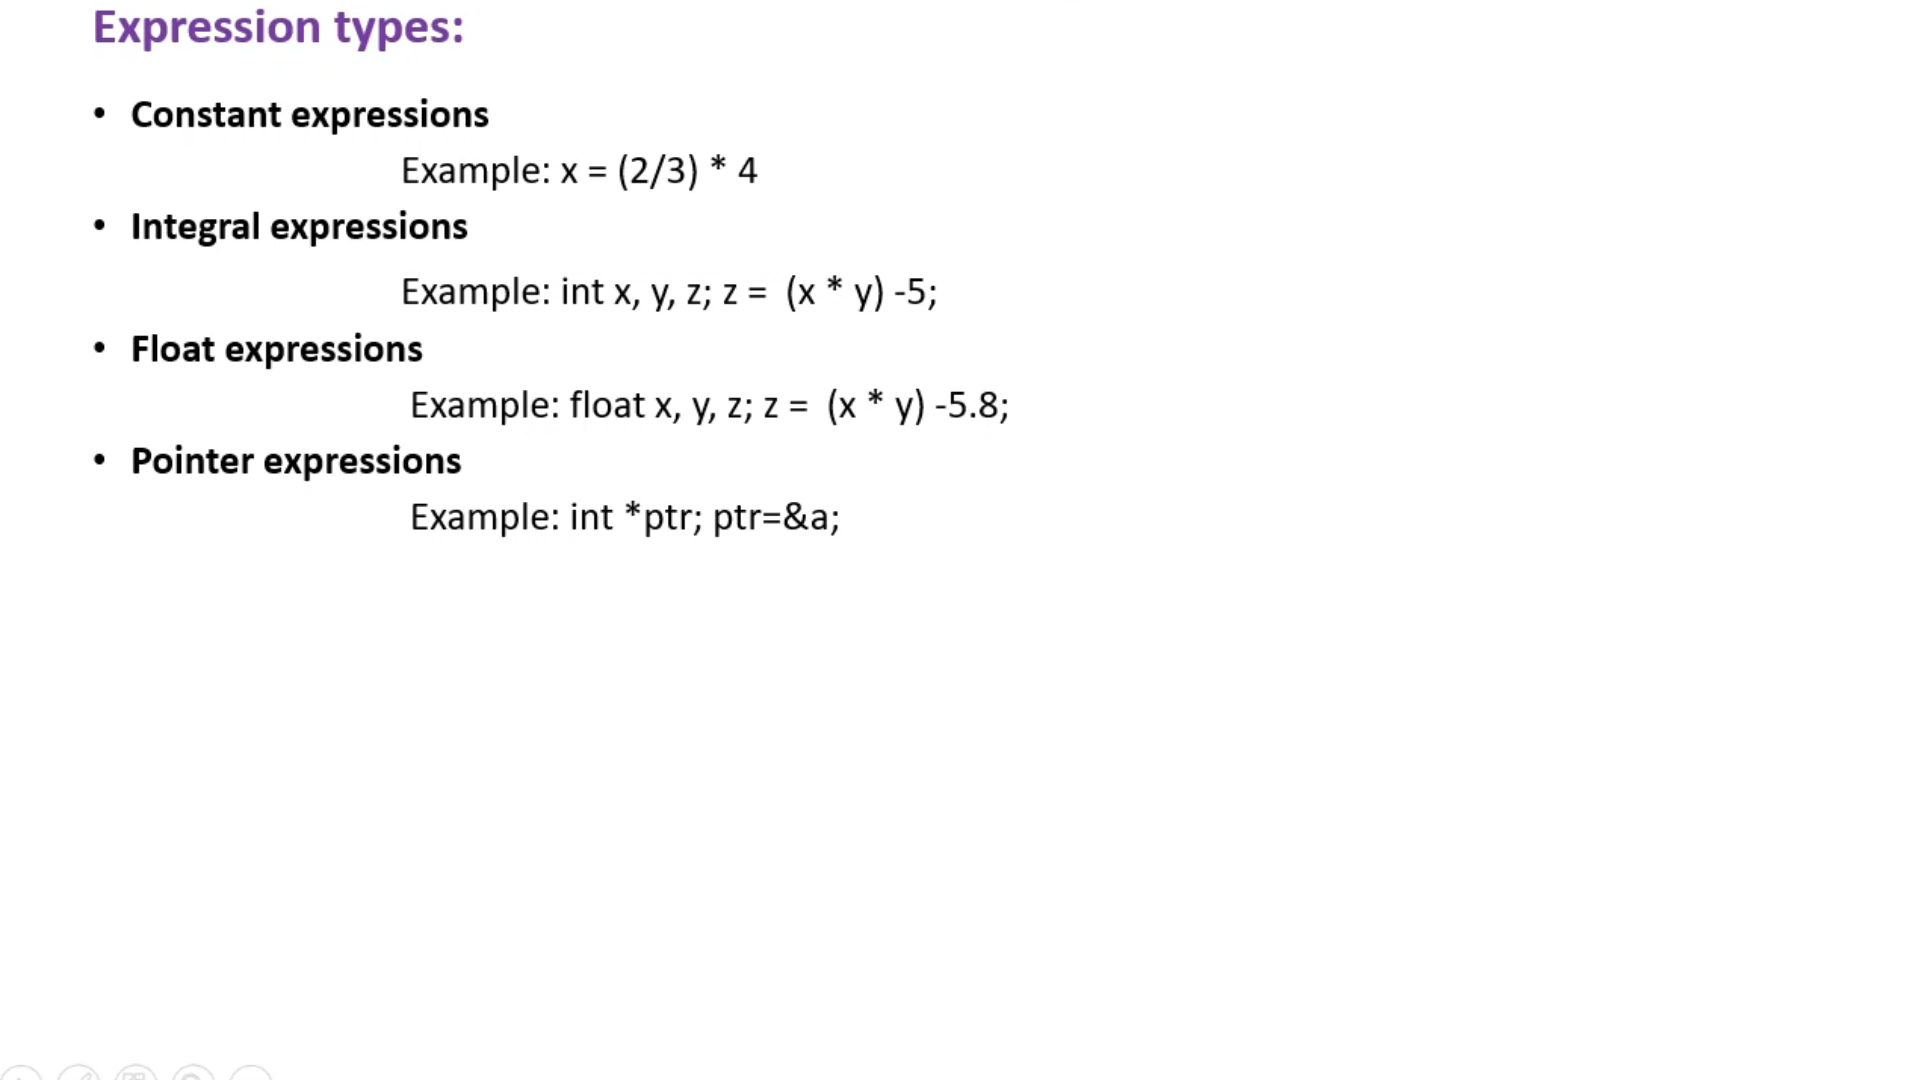 Expression types:
• Constant expressions
Example: x = (2/3) * 4
• Integral expressions
Example: int x, y, z; z = (x * y) -5;
• Float expressions
Example: float x, y, z; z = (x * y) -5.8;
• Pointer expressions
Example: int *ptr; ptr=&a;